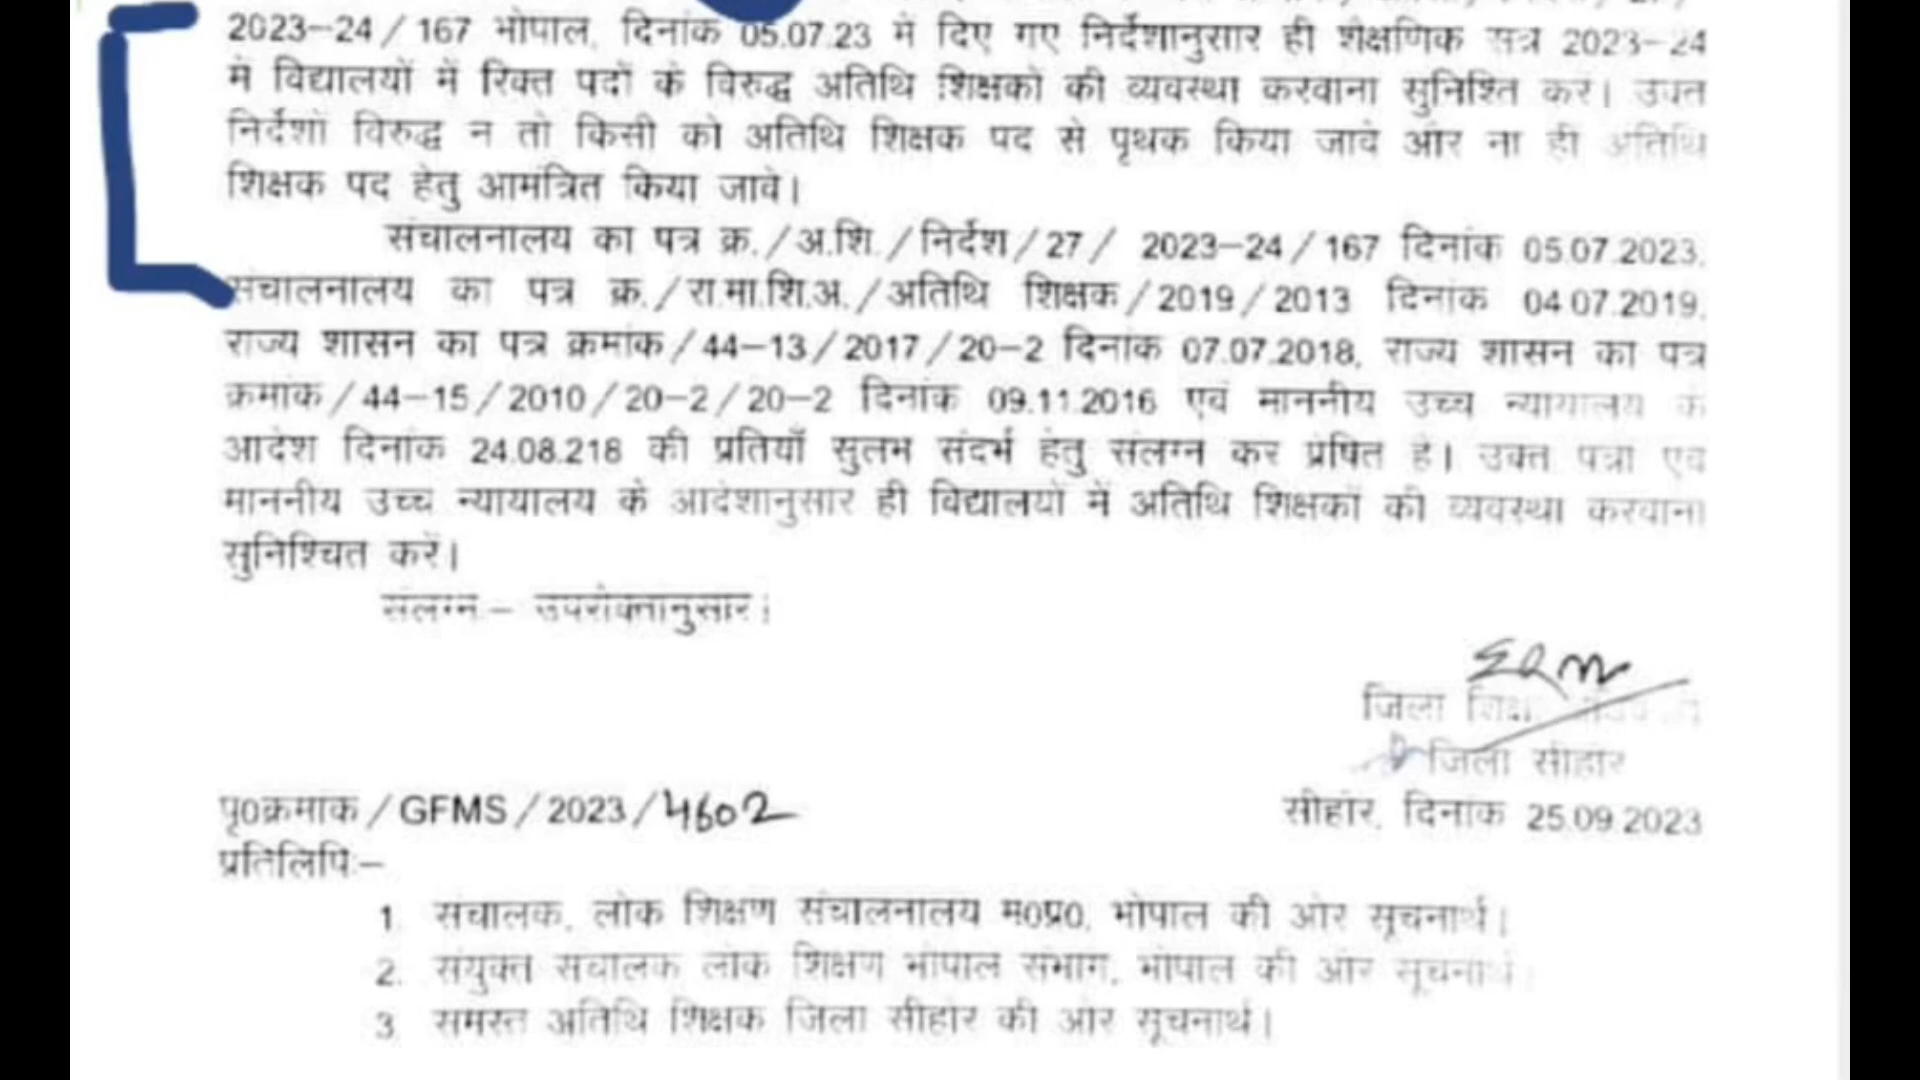 2023–24/167 भोपाल, दिनांक 05.07.23 में दिए गए निर्देशानुसार ही शैक्षणिक सत्र 2023–24
में विद्यालयों में रिक्त पदों के विरुद्ध अतिथि शिक्षकों की व्यवस्था करवाना सुनिश्ति करें। उक्त
निर्देशों विरुद्ध न तो किसी को अतिथि शिक्षक पद से पृथक किया जावे और ना ही अतिथि
शिक्षक पद हेतु आमंत्रित किया जावे।
संचालनालय का पत्र क्र./अ.शि./निर्देश/27/ 2023–24/167 दिनांक 05.07.2023,
संचालनालय का पत्र क्र./रा.मा.शि.अ./अतिथि शिक्षक/2019/2013 दिनांक 04.07.2019,
राज्य शासन का पत्र क्रमांक/44–13/2017/20–2 दिनांक 07.07.2018, राज्य शासन का पत्र
क्रमांक/44–15/2010/20–2/20–2 दिनांक 09.11.2016 एवं माननीय उच्च न्यायालय के
आदेश दिनांक 24.08.218 की प्रतियाँ सुलभ संदर्भ हेतु संलग्न कर प्रेषित है। उक्त पत्रों एवं
माननीय उच्च न्यायालय के आदेशानुसार ही विद्यालयों में अतिथि शिक्षकों की व्यवस्था करवाना
सुनिश्चित करें।
संलग्न:– उपरोक्तानुसार।
जिला
जिला सीहोर
पृ0क्रमांक/GFMS/2023/4602
सीहोर, दिनांक 25.09.2023
प्रतिलिपि:–
1. संचालक, लोक शिक्षण संचालनालय म0प्र0, भोपाल की ओर सूचनार्थ।
2. संयुक्त संचालक लोक शिक्षण भोपाल संभाग, भोपाल की ओर सूचनार्थ
3. समस्त अतिथि शिक्षक जिला सीहोर की ओर सूचनार्थ।